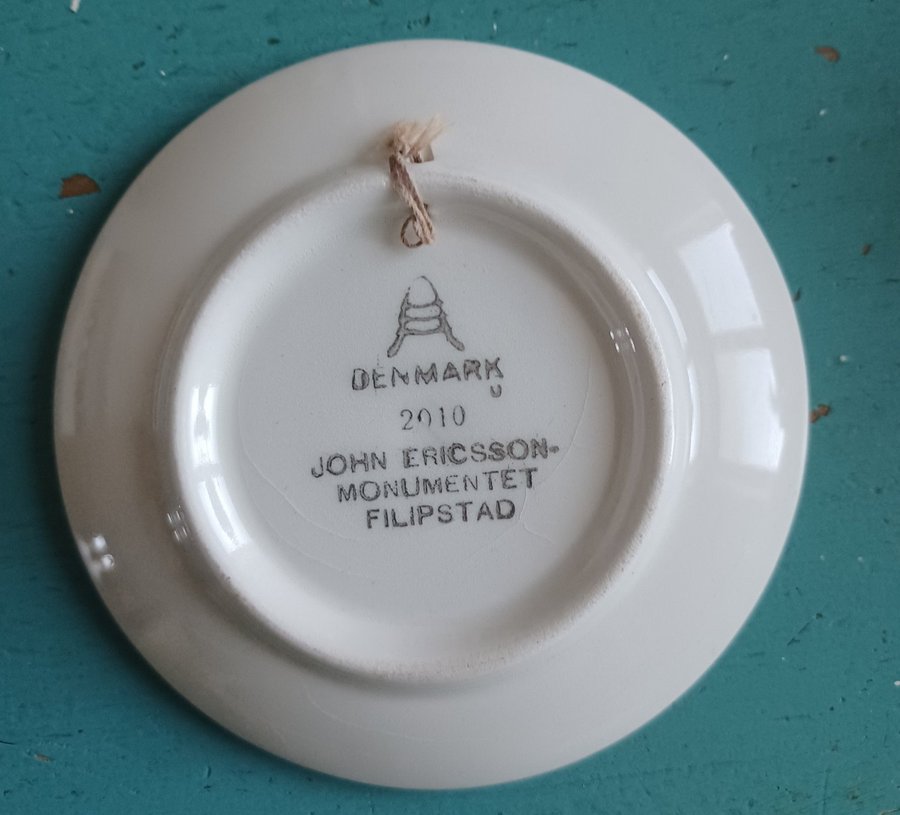 DENMARK
U
2010
JOHN ERICSSON-
MONUMENTET
FILIPSTAD